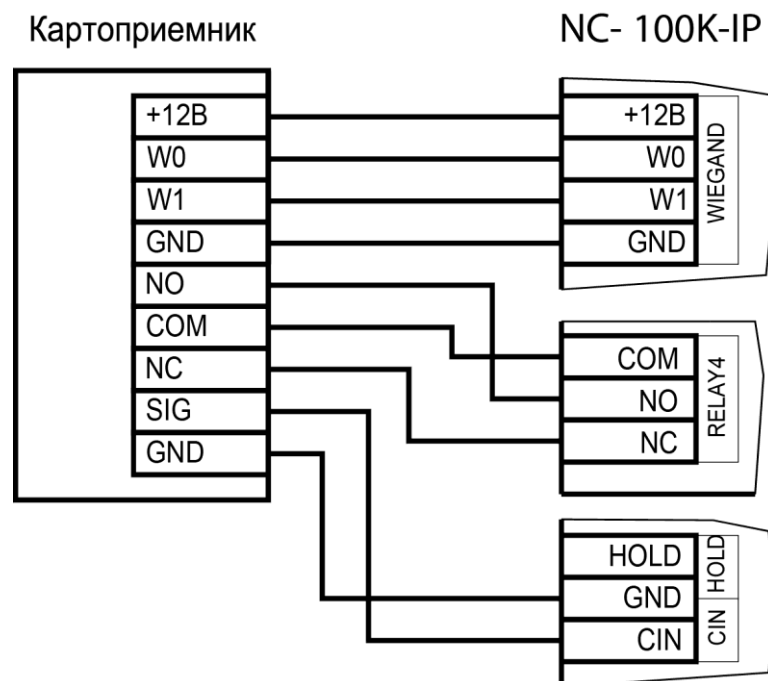 Картоприемник
NC- 100K-IP
+12В
W0
W1
GND
NO
COM
NC
SIG
GND
+12В
W0
W1
GND
WIEGAND
COM
NO
NC
RELAY4
HOLD
GND
CIN
HOLD
CIN